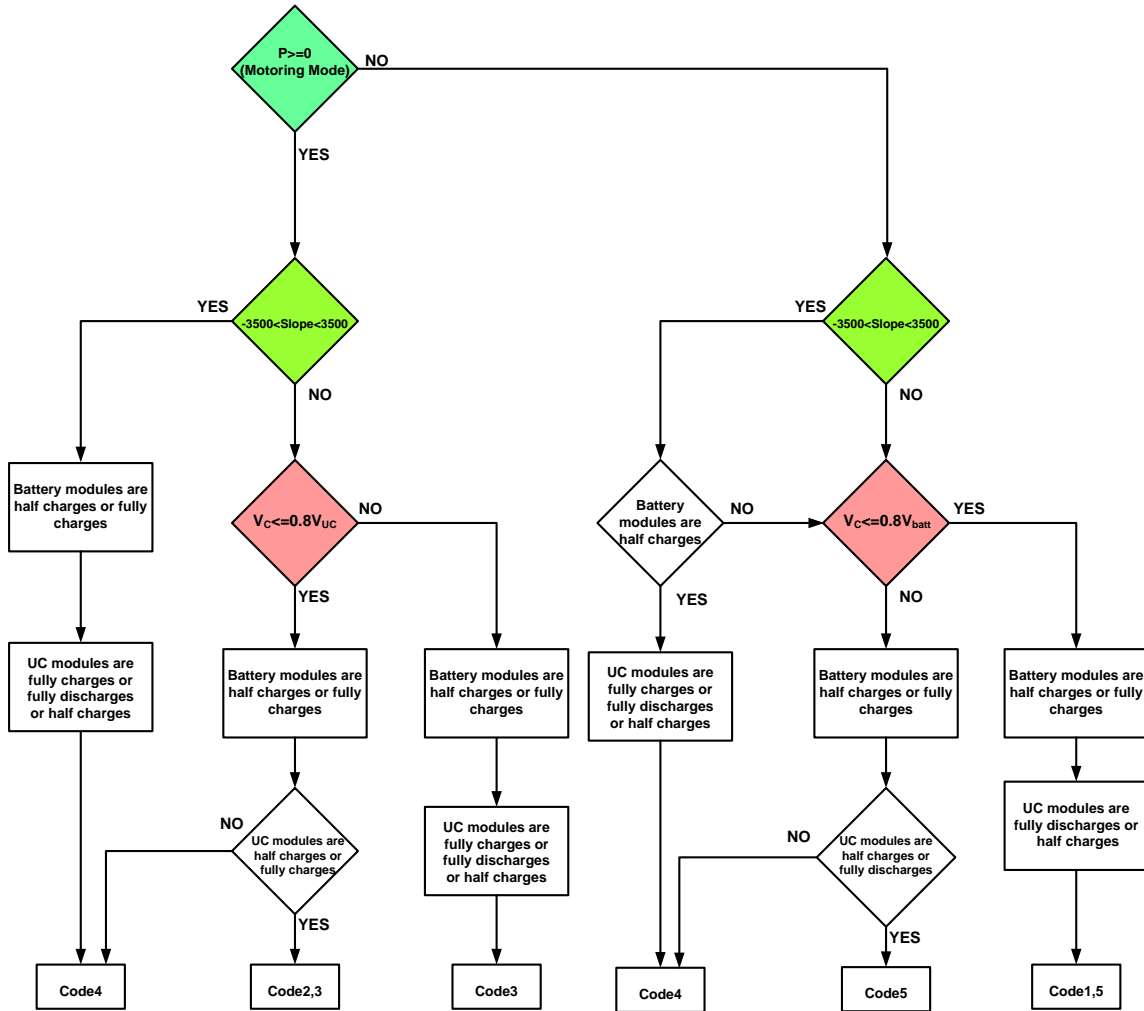 P>=0
(Motoring Mode)
NO
YES
YES
-3500<Slope<3500
NO
YES
-3500<Slope<3500
NO
Battery modules are
half charges or fully
charges
V_C<=0.8V_UC
NO
YES
Battery
modules are
half charges
NO
YES
V_C<=0.8V_batt
YES
NO
UC modules are
fully charges or
fully discharges
or half charges
Battery modules are
half charges or fully
charges
Battery modules are
half charges or fully
charges
UC modules are
fully charges or
fully discharges
or half charges
Battery modules are
half charges or fully
charges
Battery modules are
half charges or fully
charges
NO
UC modules are
half charges or
fully charges
YES
UC modules are
fully charges or
fully discharges
or half charges
NO
UC modules are
half charges or
fully discharges
YES
UC modules are
fully discharges or
half charges
Code4
Code2,3
Code3
Code4
Code5
Code1,5